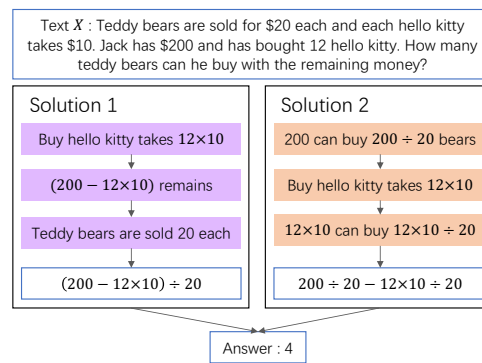 Text X : Teddy bears are sold for $20 each and each hello kitty
takes $10. Jack has $200 and has bought 12 hello kitty. How many
teddy bears can he buy with the remaining money?
Solution 1
Buy hello kitty takes 12×10
(200 − 12×10) remains
Teddy bears are sold 20 each
(200 − 12×10) ÷ 20
Solution 2
200 can buy 200 ÷ 20 bears
Buy hello kitty takes 12×10
12×10 can buy 12×10 ÷ 20
200 ÷ 20 − 12×10 ÷ 20
Answer : 4